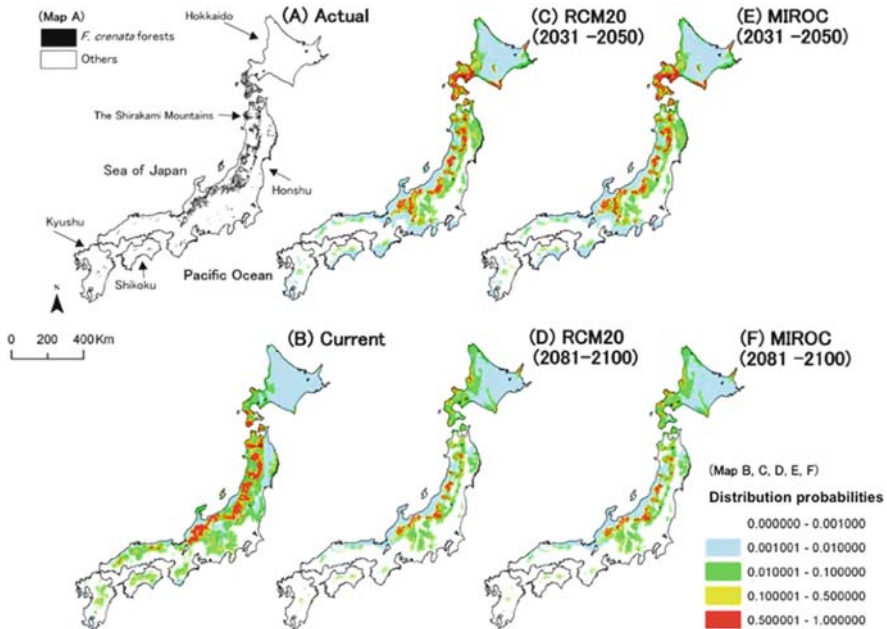 (Map A)
F. crenata forests
Others
Hokkaido
The Shirakami Mountains
Sea of Japan
Honshu
Kyushu
Shikoku
Pacific Ocean
N
0 200 400Km
(A) Actual
(C) RCM20
(2031 -2050)
(E) MIROC
(2031 -2050)
(B) Current
(D) RCM20
(2081-2100)
(F) MIROC
(2081 -2100)
(Map B, C, D, E, F)
Distribution probabilities
0.000000 - 0.001000
0.001001 - 0.010000
0.010001 - 0.100000
0.100001 - 0.500000
0.500001 - 1.000000